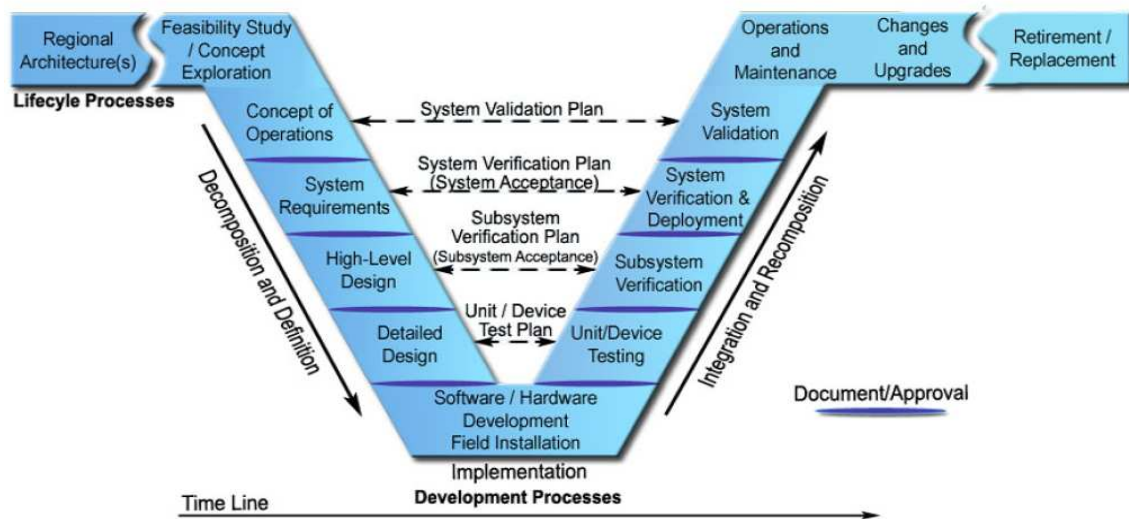 Regional
Architecture(s)
Feasibility Study
/ Concept
Exploration
Operations
and
Maintenance
Changes
and
Upgrades
Retirement /
Replacement
Lifecyle Processes
Concept of
Operations
System Validation Plan
System
Validation
System
Requirements
System Verification Plan
(System Acceptance)
System
Verification &
Deployment
High-Level
Design
Subsystem
Verification Plan
(Subsystem Acceptance)
Subsystem
Verification
Detailed
Design
Unit / Device
Test Plan
Unit/Device
Testing
Decomposition and Definition
Integration and Recomposition
Software / Hardware
Development
Field Installation
Document/Approval
Implementation
Development Processes
Time Line